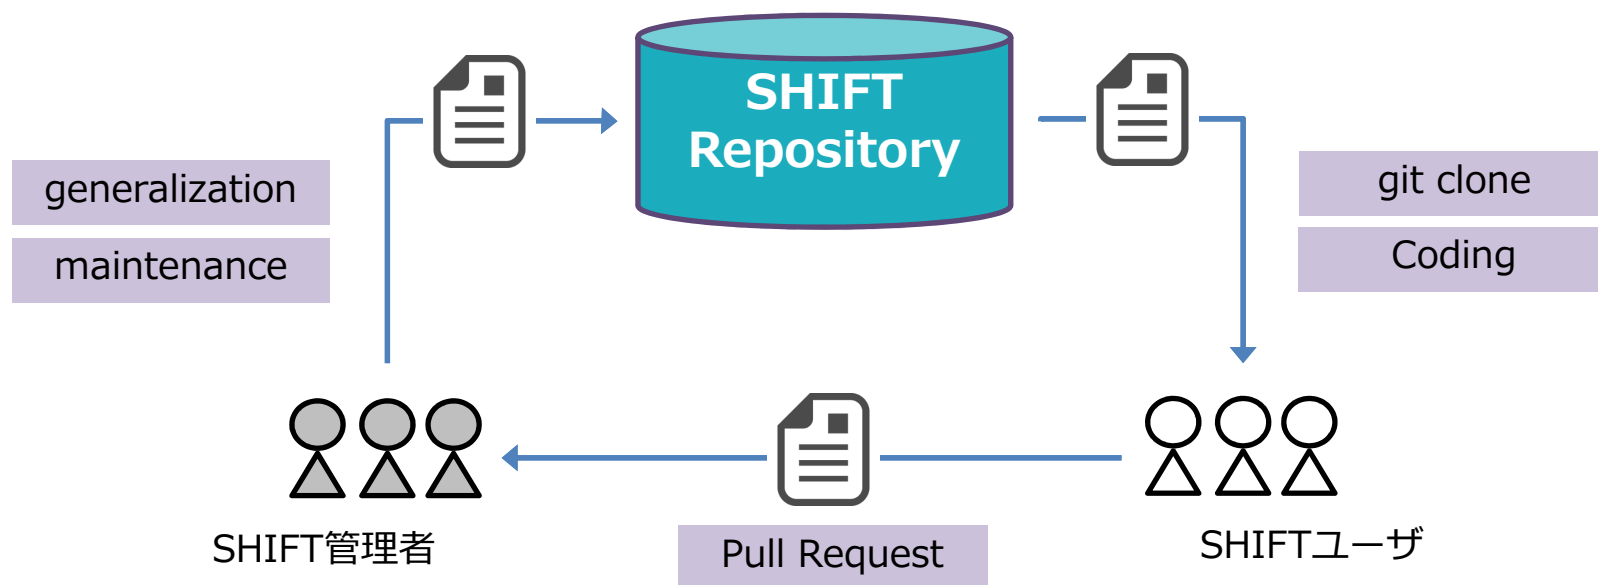 SHIFT
Repository
generalization
maintenance
git clone
Coding
SHIFT管理者
Pull Request
SHIFTユーザ